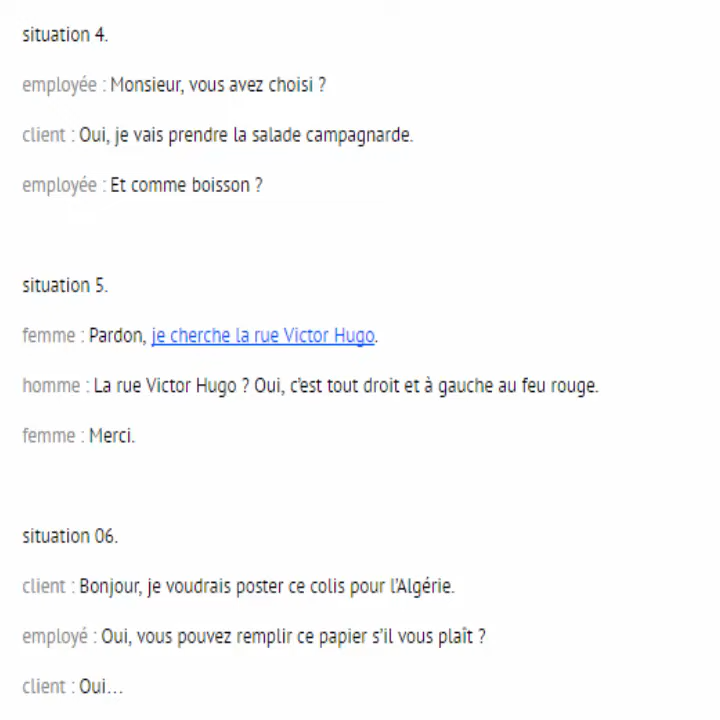 situation 4.
employée : Monsieur, vous avez choisi ?
client : Oui, je vais prendre la salade campagnarde.
employée : Et comme boisson ?
situation 5.
femme : Pardon, je cherche la rue Victor Hugo.
homme : La rue Victor Hugo ? Oui, c'est tout droit et à gauche au feu rouge.
femme : Merci.
situation 06.
client : Bonjour, je voudrais poster ce colis pour l'Algérie.
employé : Oui, vous pouvez remplir ce papier s'il vous plaît ?
client : Oui...